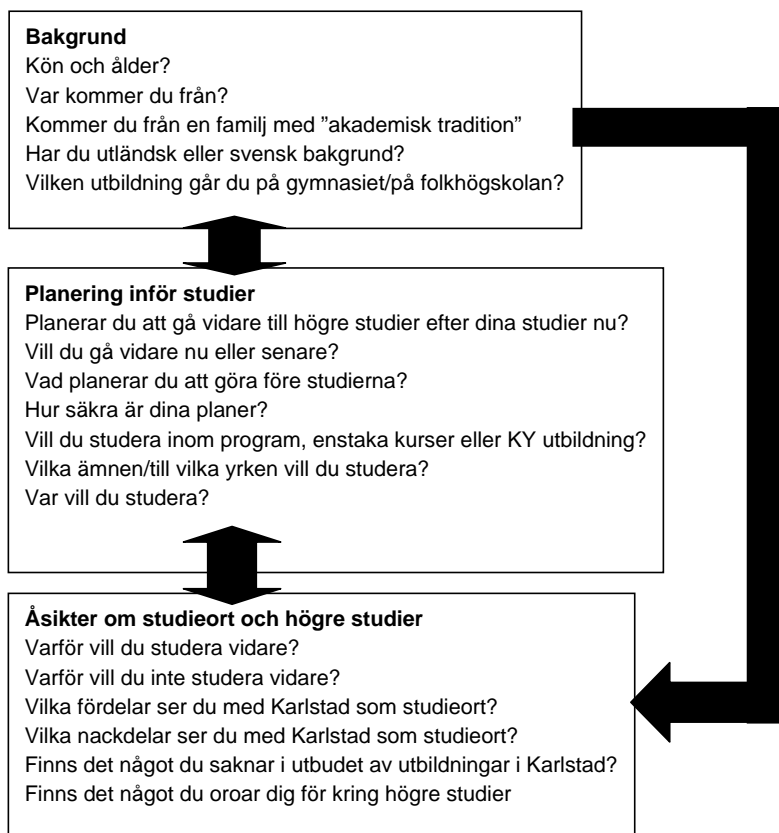 Bakgrund
Kön och ålder?
Var kommer du från?
Kommer du från en familj med ”akademisk tradition”
Har du utländsk eller svensk bakgrund?
Vilken utbildning går du på gymnasiet/på folkhögskolan?
Planering inför studier
Planerar du att gå vidare till högre studier efter dina studier nu?
Vill du gå vidare nu eller senare?
Vad planerar du att göra före studierna?
Hur säkra är dina planer?
Vill du studera inom program, enstaka kurser eller KY utbildning?
Vilka ämnen/till vilka yrken vill du studera?
Var vill du studera?
Åsikter om studieort och högre studier
Varför vill du studera vidare?
Varför vill du inte studera vidare?
Vilka fördelar ser du med Karlstad som studieort?
Vilka nackdelar ser du med Karlstad som studieort?
Finns det något du saknar i utbudet av utbildningar i Karlstad?
Finns det något du oroar dig för kring högre studier